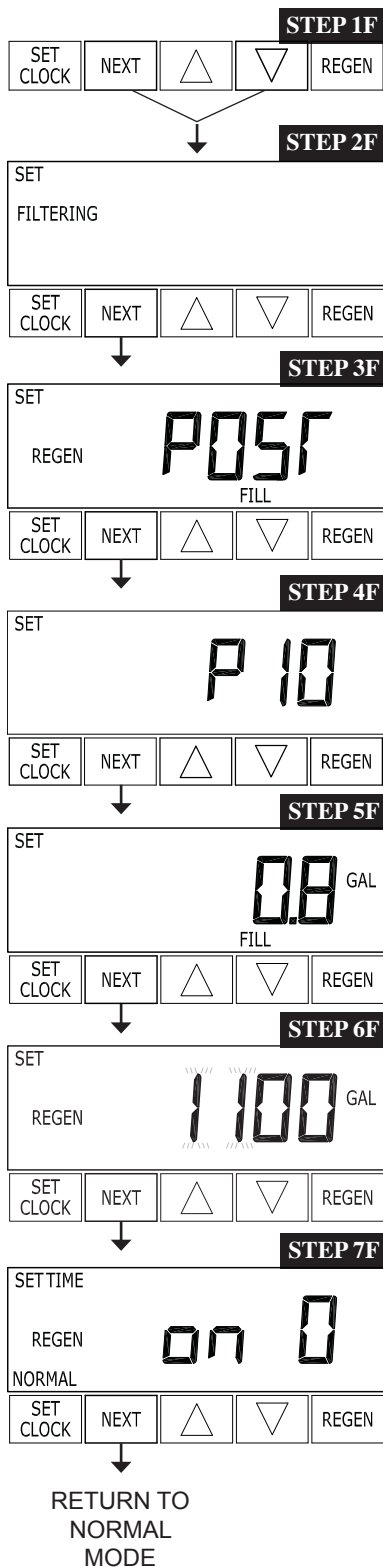 STEP 1F
SET CLOCK NEXT REGEN
STEP 2F
SET
FILTERING
SET CLOCK NEXT REGEN
STEP 3F
SET
REGEN POST
FILL
SET CLOCK NEXT REGEN
STEP 4F
SET
P 10
SET CLOCK NEXT REGEN
STEP 5F
SET
0.8 GAL
FILL
SET CLOCK NEXT REGEN
STEP 6F
SET
REGEN 1100 GAL
SET CLOCK NEXT REGEN
STEP 7F
SET TIME
REGEN on 0
NORMAL
SET CLOCK NEXT REGEN
RETURN TO
NORMAL
MODE